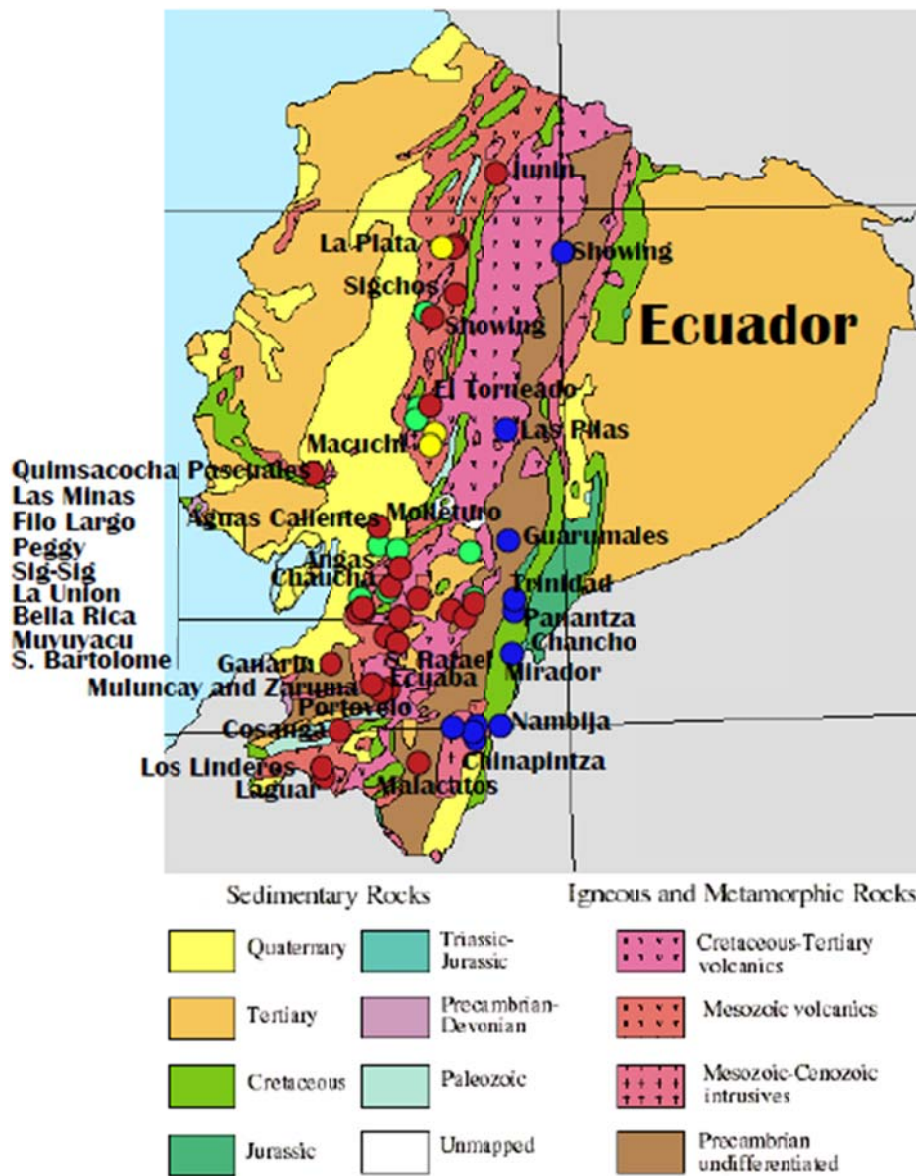 Junin
La Plata
Showing
Sigchos
Showing
Ecuador
El Torneado
Las Pilas
Macuchi
Quimsacocha Pascuales
Las Minas
Filo Largo
Aguas Calientes
Molleturo
Peggy
Guarumales
Sig-Sig
Angas
La Union
Chaucha
Trinidad
Bella Rica
Panantza
Muyuyacu
Chancho
S. Bartolome
Ganarin
S. Rafael
Mirador
Muluncay and Zaruma
Ecuaba
Portovelo
Cosanga
Nambija
Los Linderos
Chinapintza
Laguar
Malacatos
Sedimentary Rocks
Igneous and Metamorphic Rocks
Quaternary
Triassic-
Jurassic
Cretaceous-Tertiary
volcanics
Tertiary
Precambrian-
Devonian
Mesozoic volcanics
Cretaceous
Paleozoic
Mesozoic-Cenozoic
intrusives
Jurassic
Unmapped
Precambrian
undifferentiated